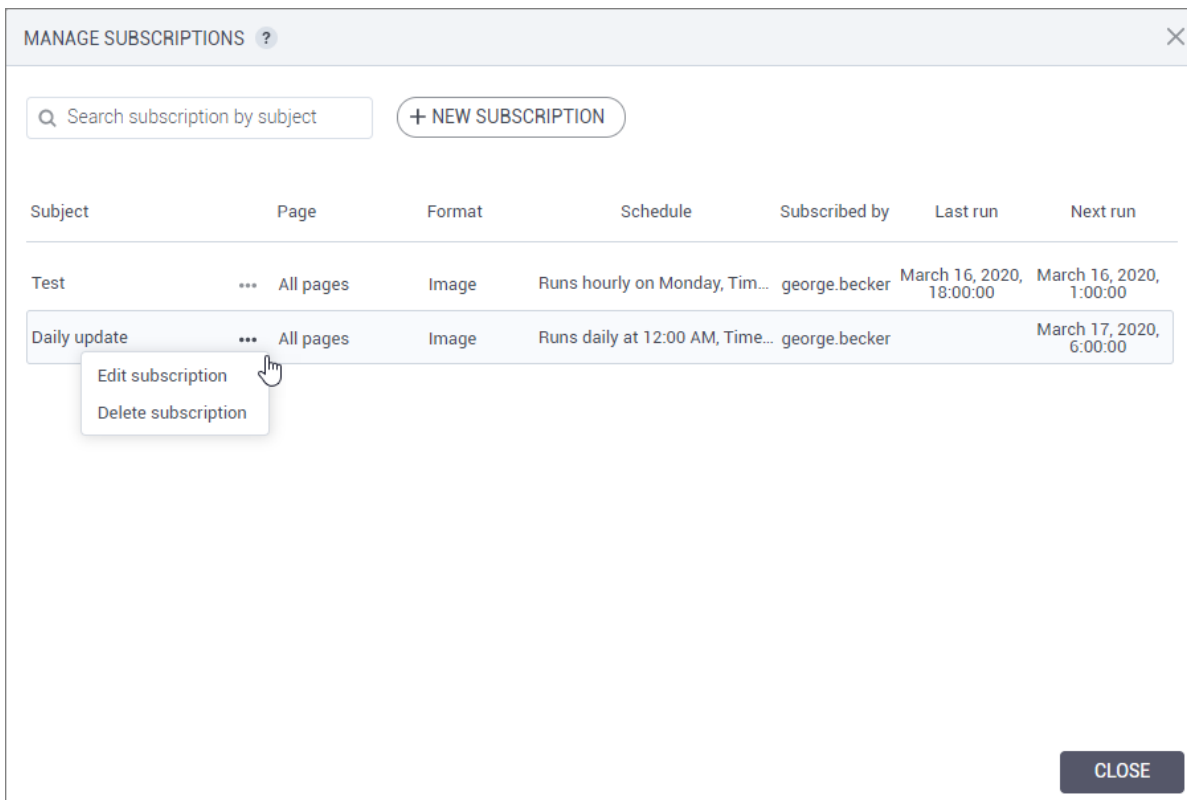 MANAGE SUBSCRIPTIONS ?
Search subscription by subject
+ NEW SUBSCRIPTION
Subject Page Format Schedule Subscribed by Last run Next run
Test ••• All pages Image Runs hourly on Monday, Tim... george.becker March 16, 2020, 18:00:00 March 16, 2020, 1:00:00
Daily update ••• All pages Image Runs daily at 12:00 AM, Time... george.becker March 17, 2020, 6:00:00
Edit subscription
Delete subscription
CLOSE